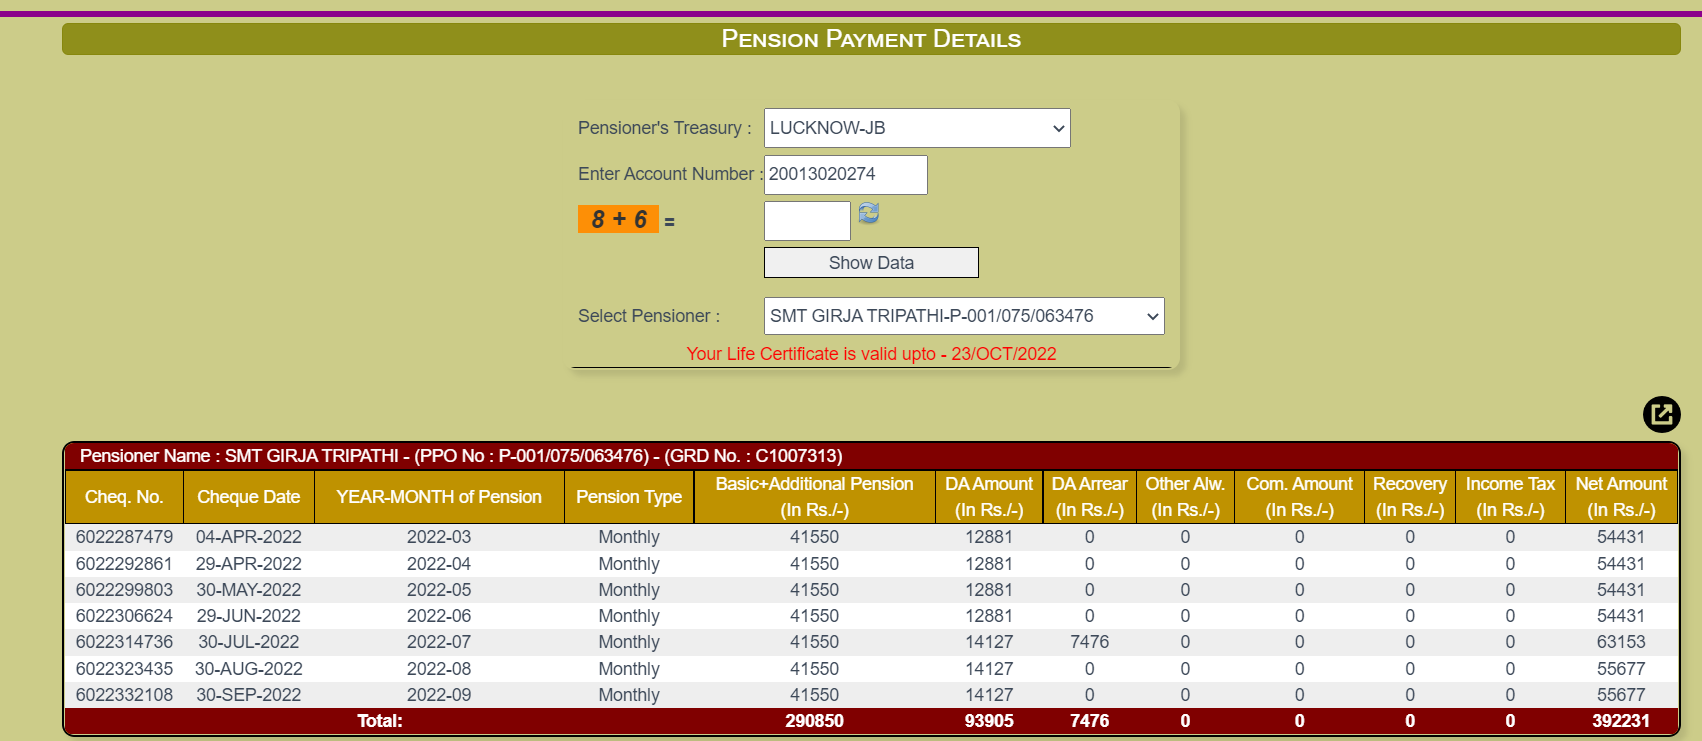 PENSION PAYMENT DETAILS
Pensioner's Treasury : LUCKNOW-JB
Enter Account Number : 20013020274
8 + 6 =
Show Data
Select Pensioner : SMT GIRJA TRIPATHI-P-001/075/063476
Your Life Certificate is valid upto - 23/OCT/2022
Pensioner Name : SMT GIRJA TRIPATHI - (PPO No : P-001/075/063476) - (GRD No. : C1007313)
Cheq. No. Cheque Date YEAR-MONTH of Pension Pension Type Basic+Additional Pension (In Rs./-) DA Amount (In Rs./-) DA Arrear (In Rs./-) Other Alw. (In Rs./-) Com. Amount (In Rs./-) Recovery (In Rs./-) Income Tax (In Rs./-) Net Amount (In Rs./-)
6022287479 04-APR-2022 2022-03 Monthly 41550 12881 0 0 0 0 0 54431
6022292861 29-APR-2022 2022-04 Monthly 41550 12881 0 0 0 0 0 54431
6022299803 30-MAY-2022 2022-05 Monthly 41550 12881 0 0 0 0 0 54431
6022306624 29-JUN-2022 2022-06 Monthly 41550 12881 0 0 0 0 0 54431
6022314736 30-JUL-2022 2022-07 Monthly 41550 14127 7476 0 0 0 0 63153
6022323435 30-AUG-2022 2022-08 Monthly 41550 14127 0 0 0 0 0 55677
6022332108 30-SEP-2022 2022-09 Monthly 41550 14127 0 0 0 0 0 55677
Total: 290850 93905 7476 0 0 0 0 392231